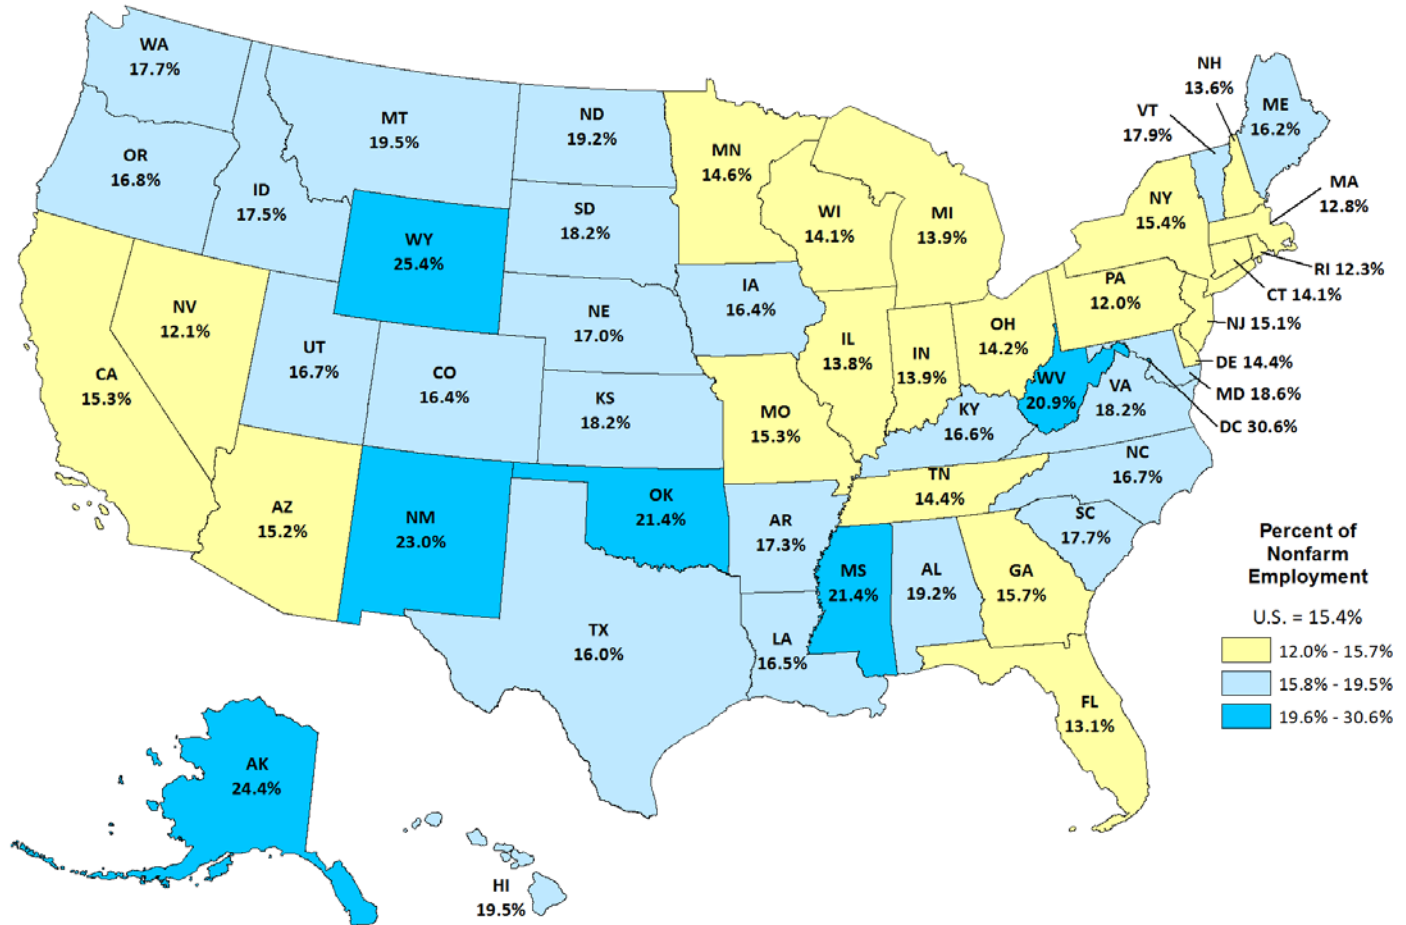 WA
17.7%
OR
16.8%
ID
17.5%
MT
19.5%
ND
19.2%
MN
14.6%
WI
14.1%
MI
13.9%
NH
13.6%
VT
17.9%
ME
16.2%
MA
12.8%
NY
15.4%
RI 12.3%
CT 14.1%
NJ 15.1%
PA
12.0%
DE 14.4%
MD 18.6%
DC 30.6%
WY
25.4%
SD
18.2%
IA
16.4%
NE
17.0%
NV
12.1%
UT
16.7%
CO
16.4%
CA
15.3%
KS
18.2%
MO
15.3%
IL
13.8%
IN
13.9%
OH
14.2%
WV
20.9%
VA
18.2%
KY
16.6%
NC
16.7%
TN
14.4%
SC
17.7%
AZ
15.2%
NM
23.0%
OK
21.4%
AR
17.3%
MS
21.4%
AL
19.2%
GA
15.7%
TX
16.0%
LA
16.5%
FL
13.1%
AK
24.4%
HI
19.5%
Percent of
Nonfarm
Employment
U.S. = 15.4%
12.0% - 15.7%
15.8% - 19.5%
19.6% - 30.6%